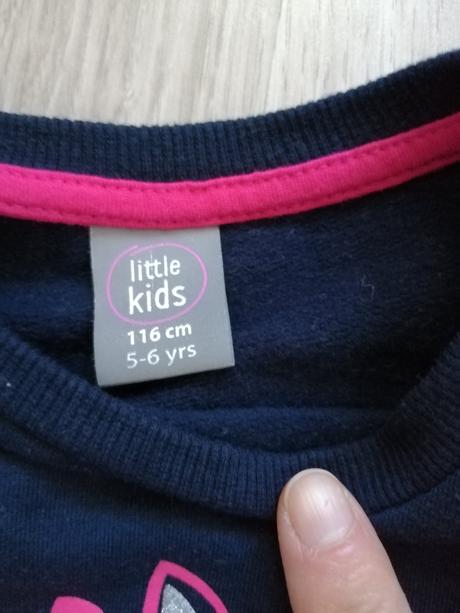 little
kids
116 cm
5-6 yrs